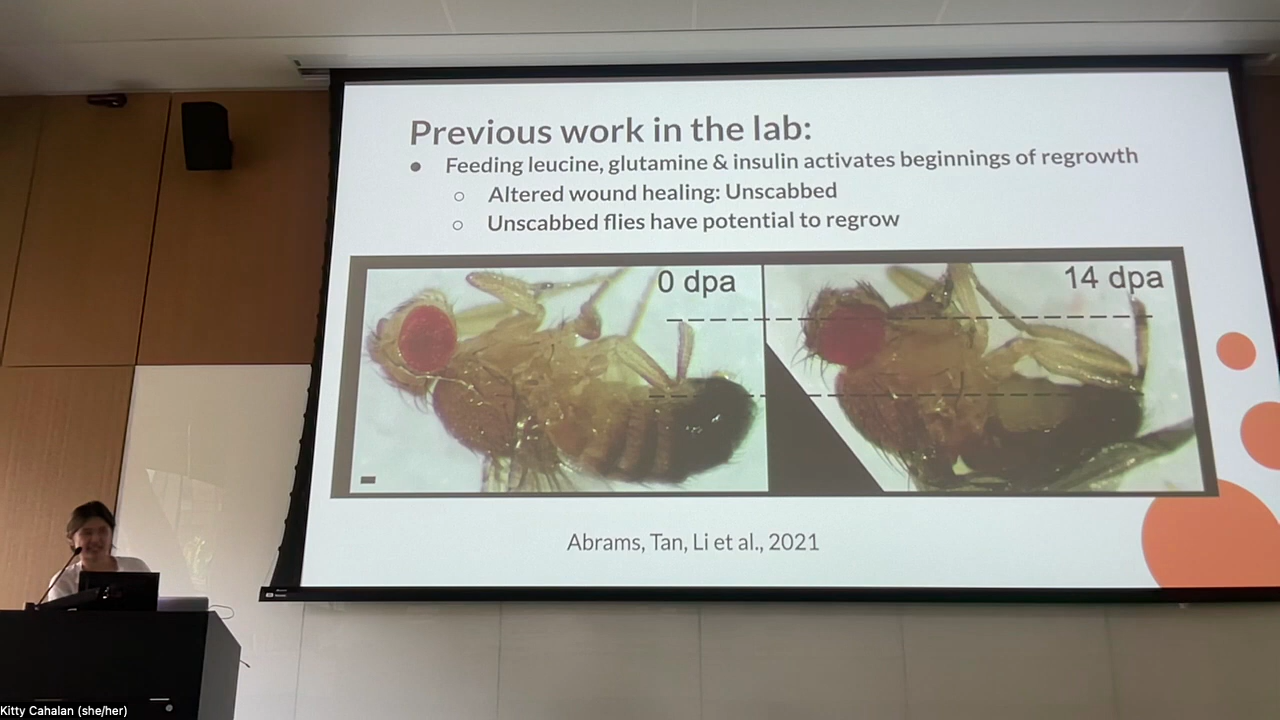 Previous work in the lab:
Feeding leucine, glutamine & insulin activates beginnings of regrowth
Altered wound healing: Unscabbed
Unscabbed flies have potential to regrow
0 dpa
14 dpa
Abrams, Tan, Li et al., 2021
Kitty Cahalan (she/her)